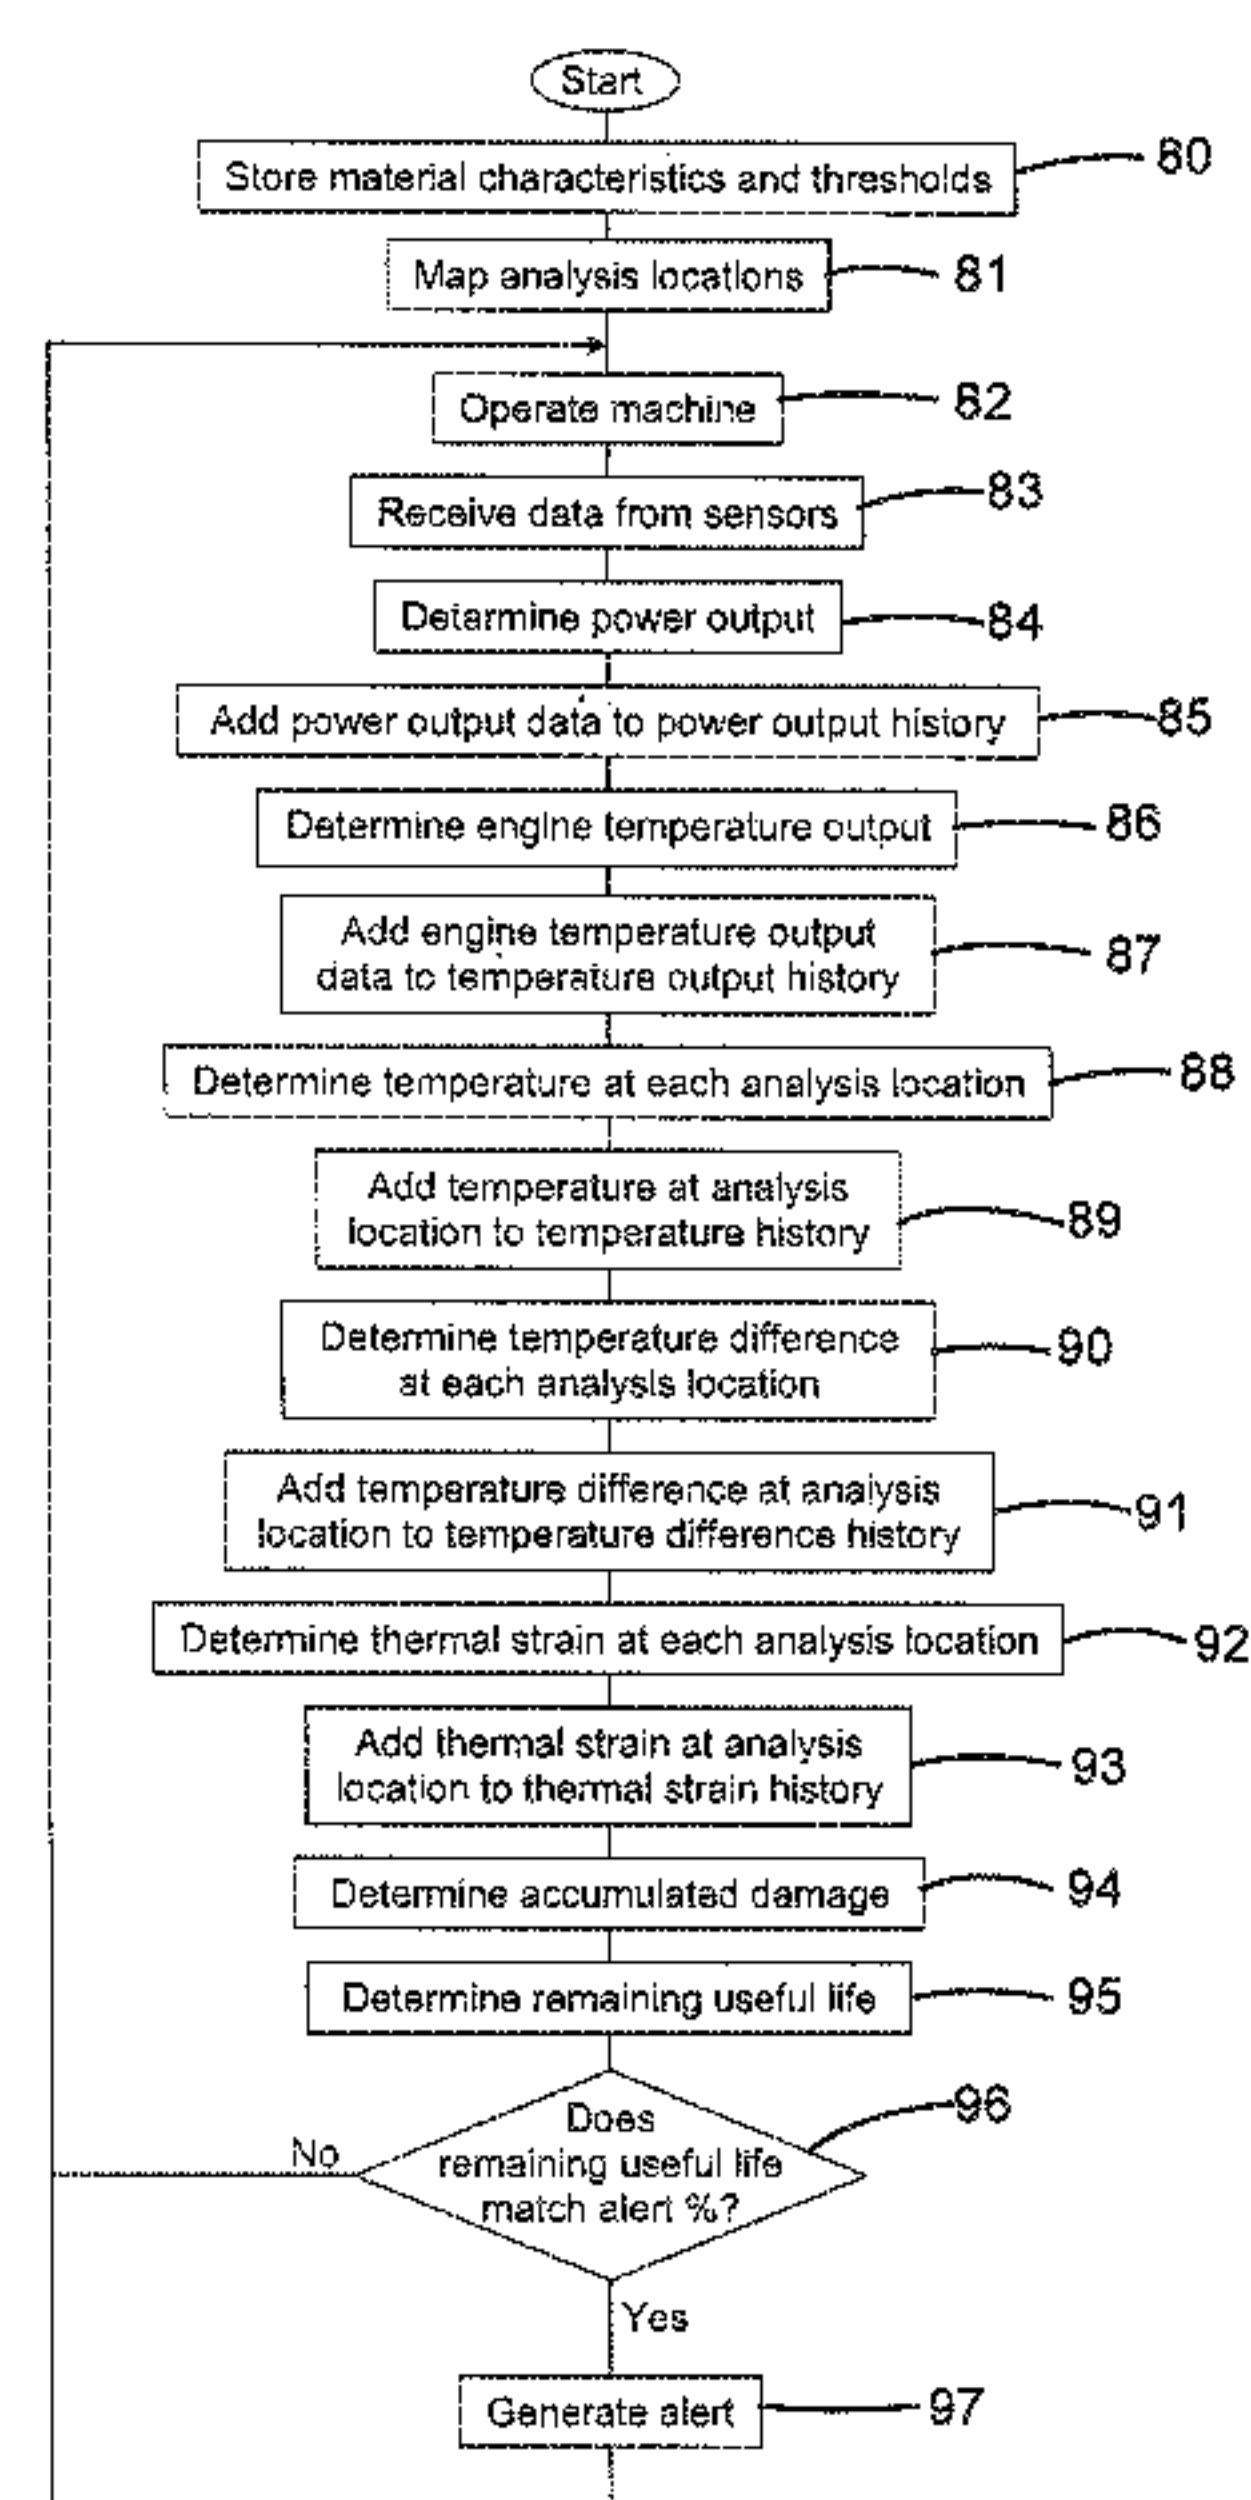 Start
Store material characteristics and thresholds
80
Map analysis locations
81
Operate machine
82
Receive data from sensors
83
Determine power output
84
Add power output data to power output history
85
Determine engine temperature output
86
Add engine temperature output
data to temperature output history
87
Determine temperature at each analysis location
88
Add temperature at analysis
location to temperature history
89
Determine temperature difference
at each analysis location
90
Add temperature difference at analysis
location to temperature difference history
91
Determine thermal strain at each analysis location
92
Add thermal strain at analysis
location to thermal strain history
93
Determine accumulated damage
94
Determine remaining useful life
95
Does
remaining useful life
match alert %?
96
No
Yes
Generate alert
97